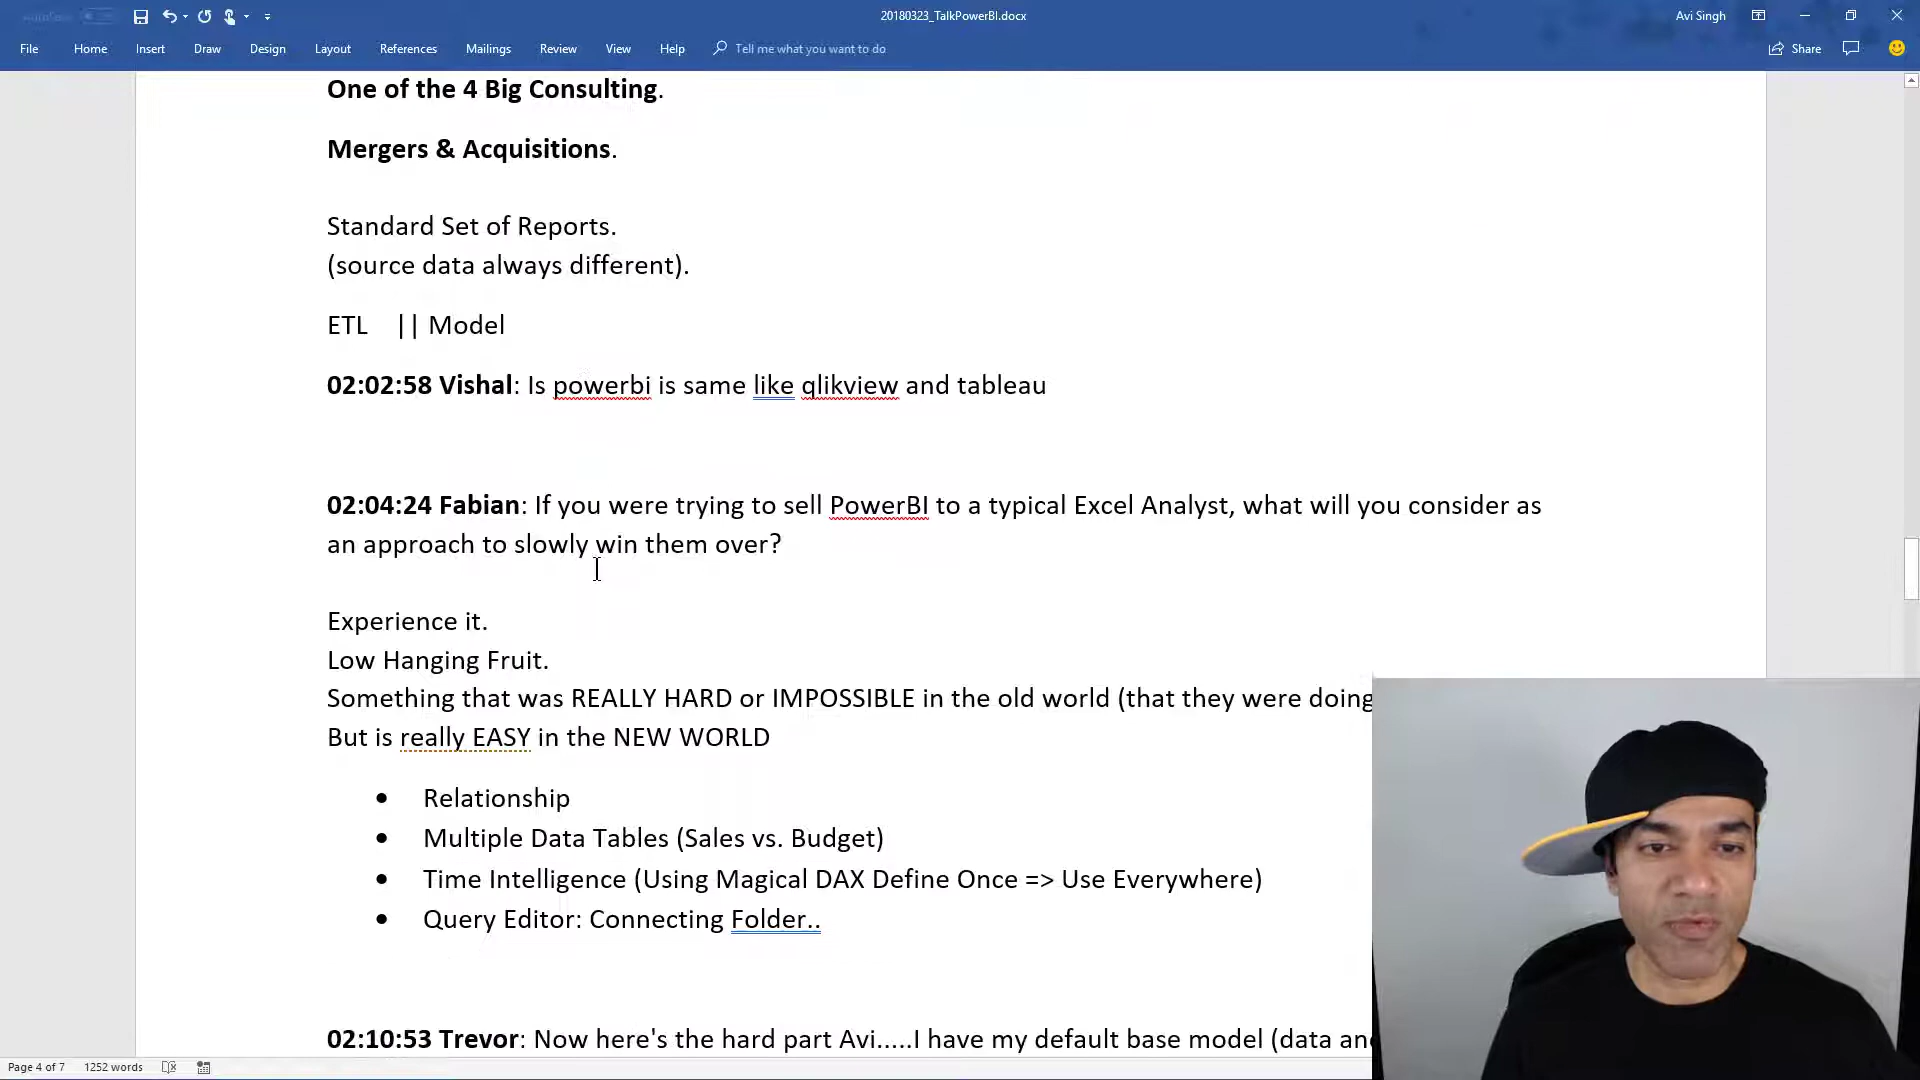 20180323_TalkPowerBI.docx
Avi Singh
File Home Insert Draw Design Layout References Mailings Review View Help Tell me what you want to do Share
One of the 4 Big Consulting.
Mergers & Acquisitions.
Standard Set of Reports.
(source data always different).
ETL || Model
02:02:58 Vishal: Is powerbi is same like qlikview and tableau
02:04:24 Fabian: If you were trying to sell PowerBI to a typical Excel Analyst, what will you consider as
an approach to slowly win them over?
Experience it.
Low Hanging Fruit.
Something that was REALLY HARD or IMPOSSIBLE in the old world (that they were doing
But is really EASY in the NEW WORLD
• Relationship
• Multiple Data Tables (Sales vs. Budget)
• Time Intelligence (Using Magical DAX Define Once => Use Everywhere)
• Query Editor: Connecting Folder..
02:10:53 Trevor: Now here's the hard part Avi.....I have my default base model (data and
Page 4 of 7 1252 words